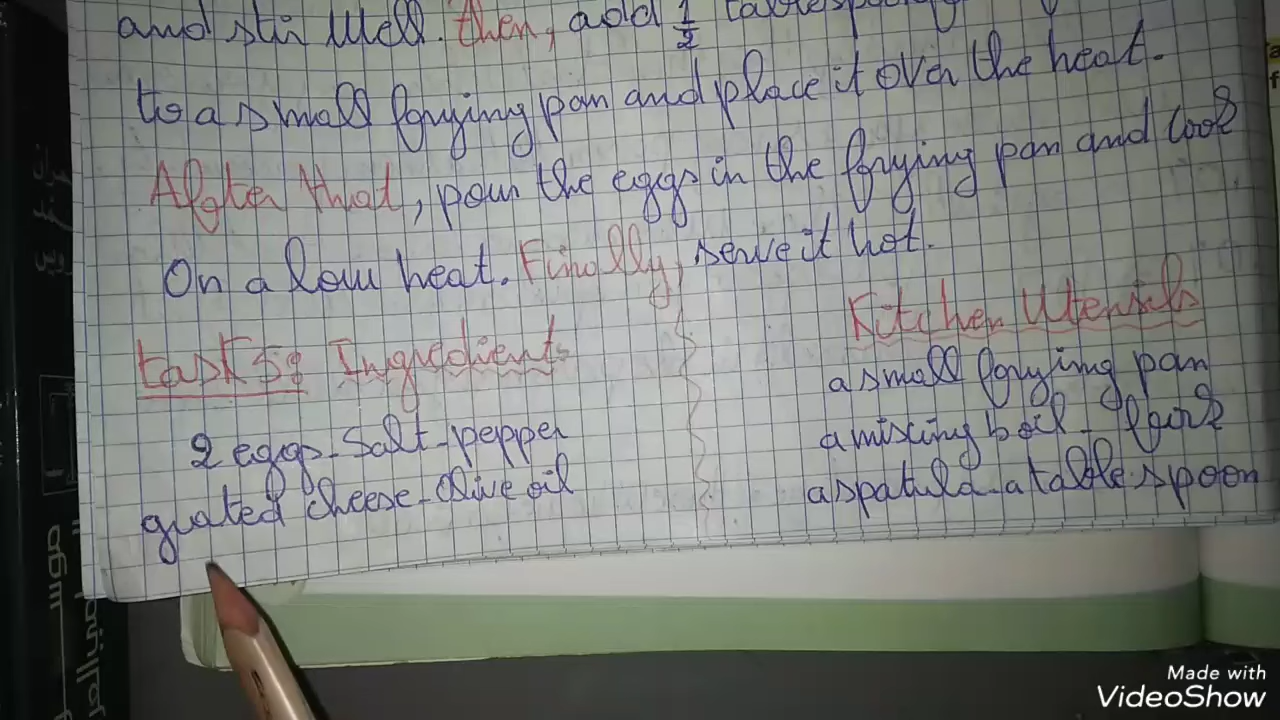 and stir well. Then, add 1/2
to a small frying pan and place it over the heat.
After that, pour the eggs in the frying pan and cook
On a low heat. Finally, serve it hot.
task 5: Ingredients
2 eggs - Salt - pepper
grated cheese - Olive oil
Kitchen Utensils
a small frying pan
a mixing boil - fork
a spatula - a table spoon
Made with
VideoShow